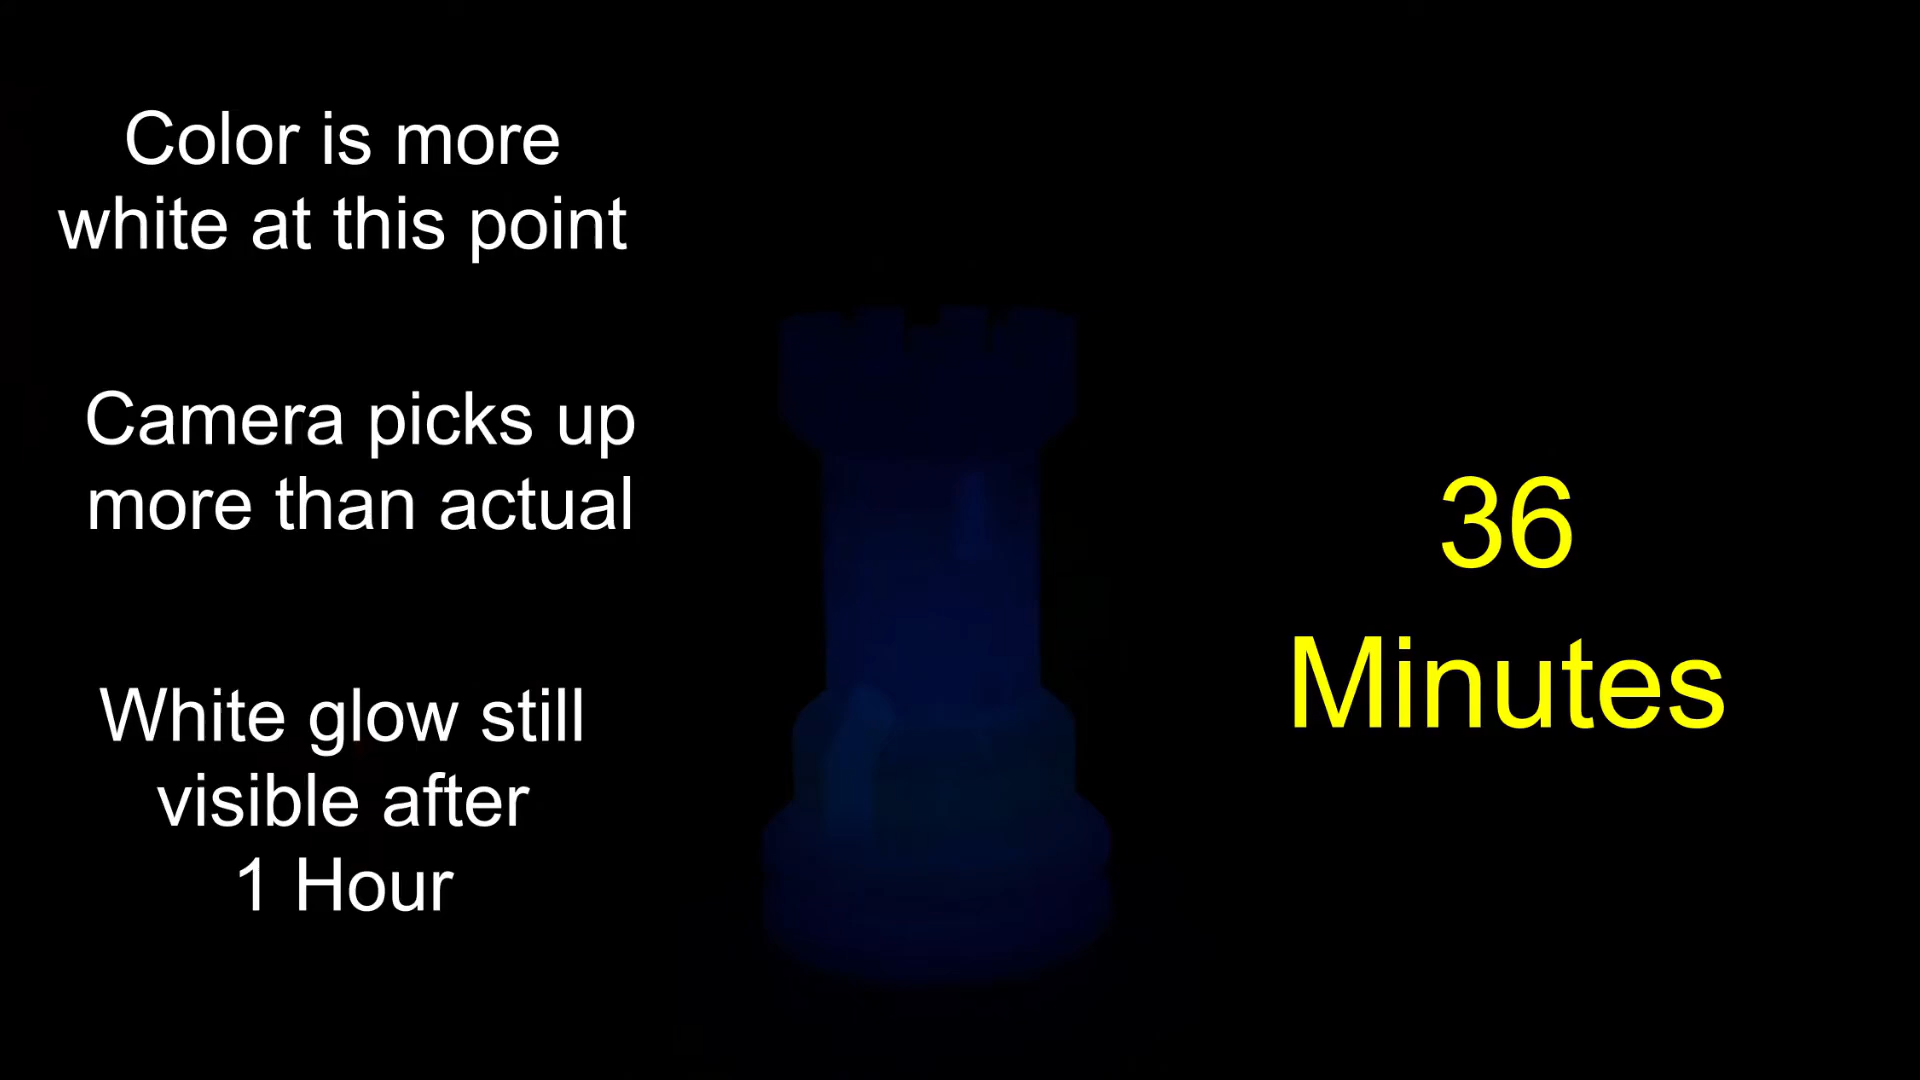 Color is more
white at this point
Camera picks up
more than actual
White glow still
visible after
1 Hour
36
Minutes